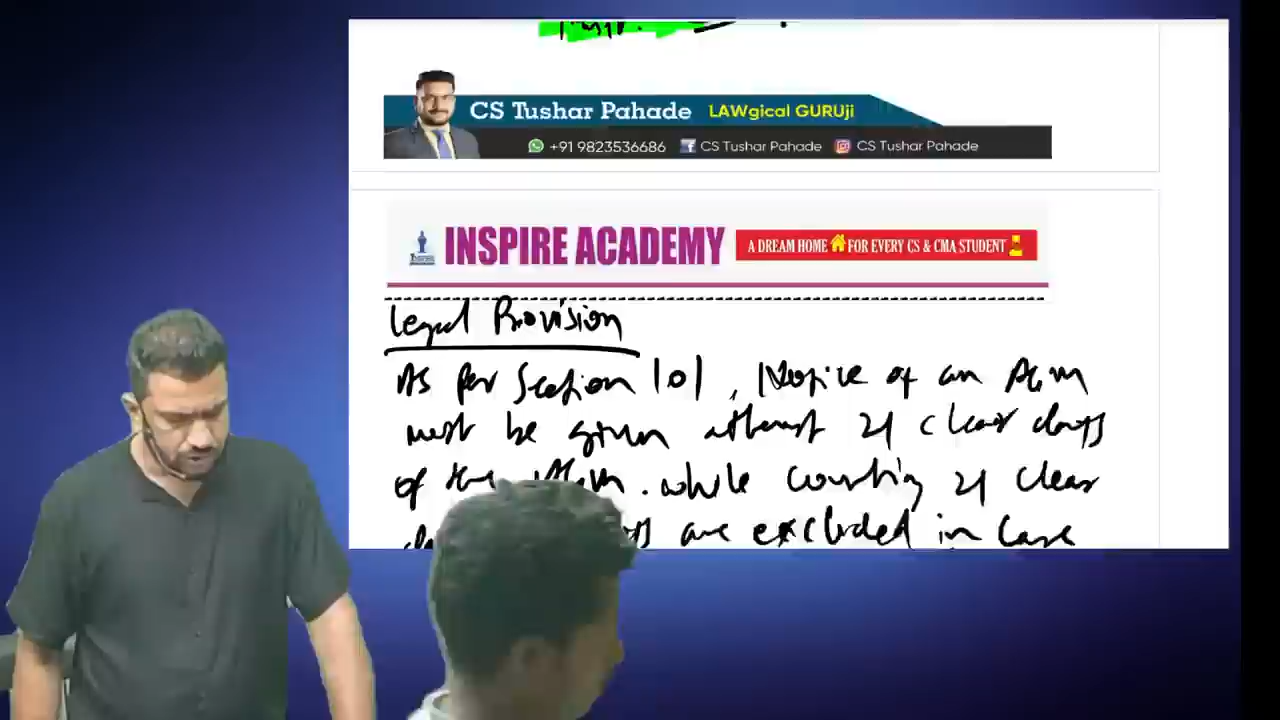 CS Tushar Pahade LAWgical GURUji
+91 9823536686 CS Tushar Pahade CS Tushar Pahade
INSPIRE ACADEMY A DREAM HOME FOR EVERY CS & CMA STUDENT
Legal Provision
As Per Section 101, Notice of an AGM
must be given atleast 21 clear days
of the AGM. while counting 21 clear
are excluded in case